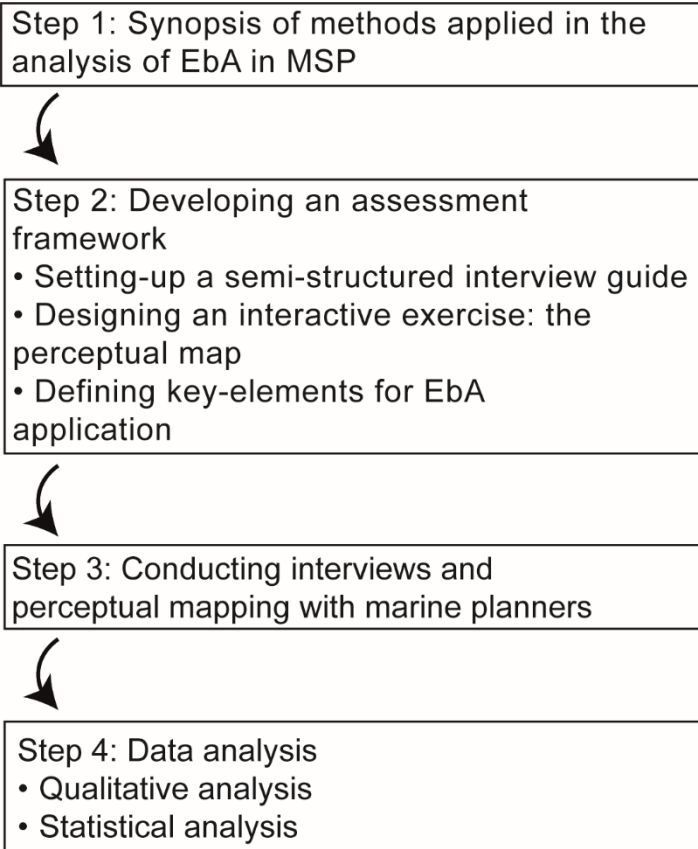 Step 1: Synopsis of methods applied in the
analysis of EbA in MSP
Step 2: Developing an assessment
framework
• Setting-up a semi-structured interview guide
• Designing an interactive exercise: the
perceptual map
• Defining key-elements for EbA
application
Step 3: Conducting interviews and
perceptual mapping with marine planners
Step 4: Data analysis
• Qualitative analysis
• Statistical analysis